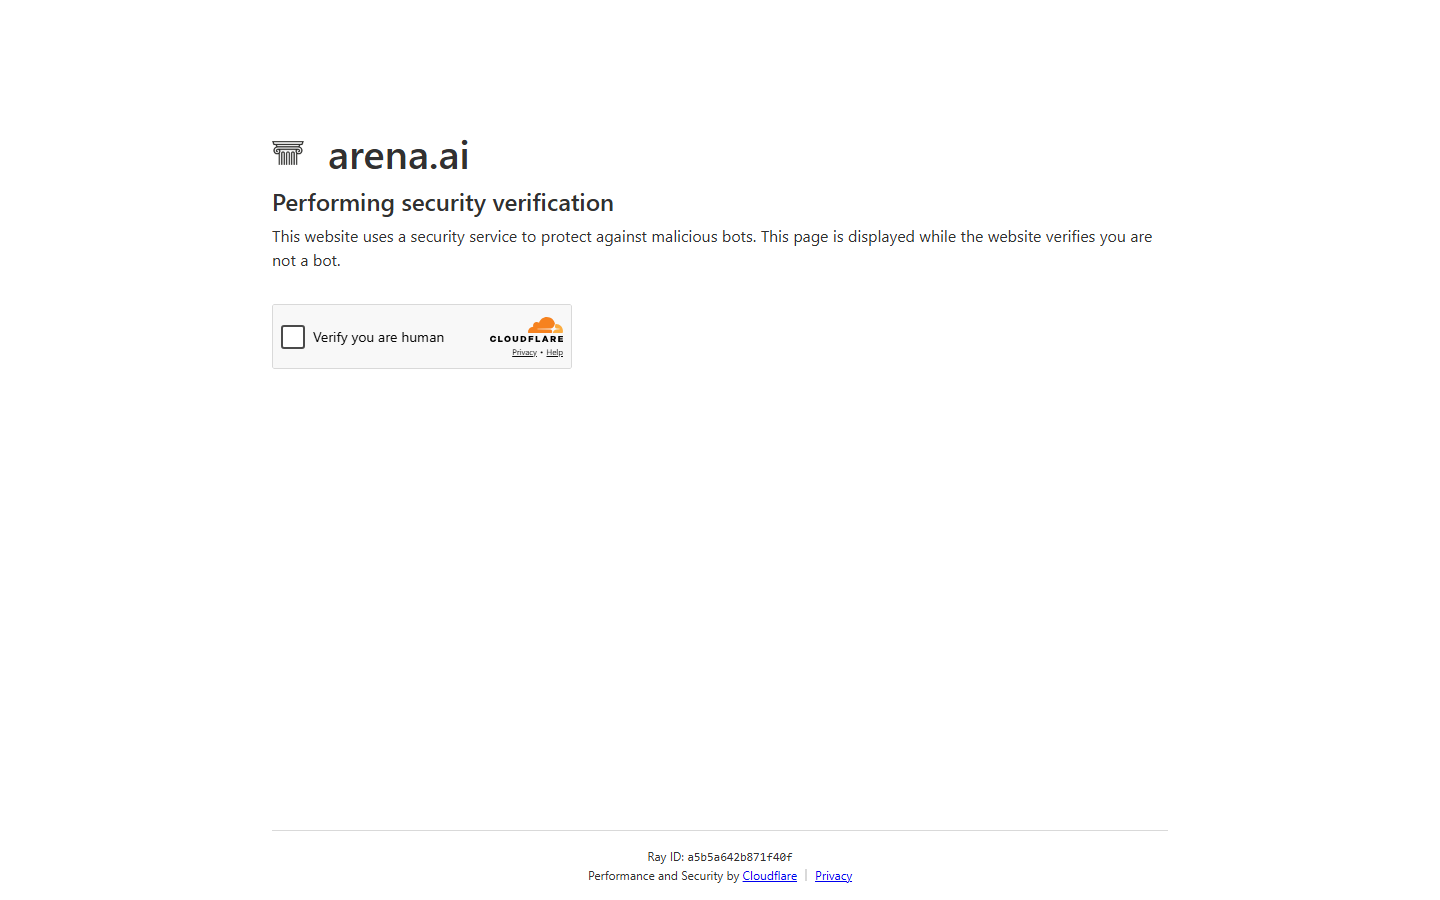 arena.ai
Performing security verification
This website uses a security service to protect against malicious bots. This page is displayed while the website verifies you are
not a bot.
Verify you are human
CLOUDFLARE
Privacy • Help
Ray ID: a5b5a642b871f40f
Performance and Security by Cloudflare | Privacy